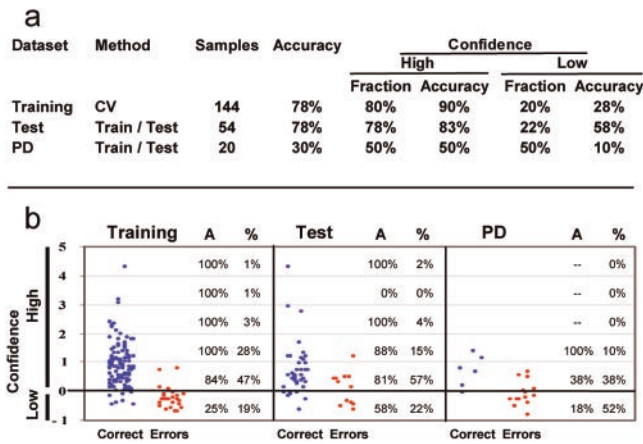 a
Dataset Method Samples Accuracy Confidence
High Low
Fraction Accuracy Fraction Accuracy
Training CV 144 78% 80% 90% 20% 28%
Test Train / Test 54 78% 78% 83% 22% 58%
PD Train / Test 20 30% 50% 50% 50% 10%
b
Training A % Test A % PD A %
5
100% 1% 100% 2% -- 0%
4
100% 1% 0% 0% -- 0%
3
100% 3% 100% 4% -- 0%
2
100% 28% 88% 15% 100% 10%
1
84% 47% 81% 57% 38% 38%
0
25% 19% 58% 22% 18% 52%
- 1
Confidence
High
Low
Correct Errors Correct Errors Correct Errors